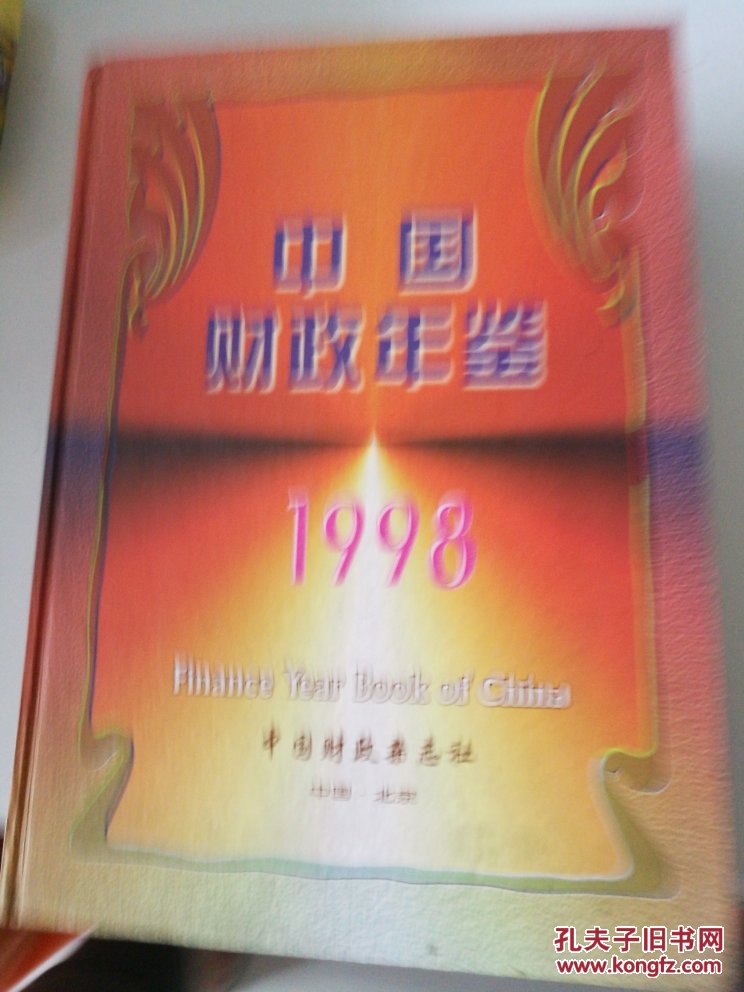 中国
财政年鉴
1998
Finance Year Book of China
中国财政杂志社
中国·北京
孔夫子旧书网
www.kongfz.com